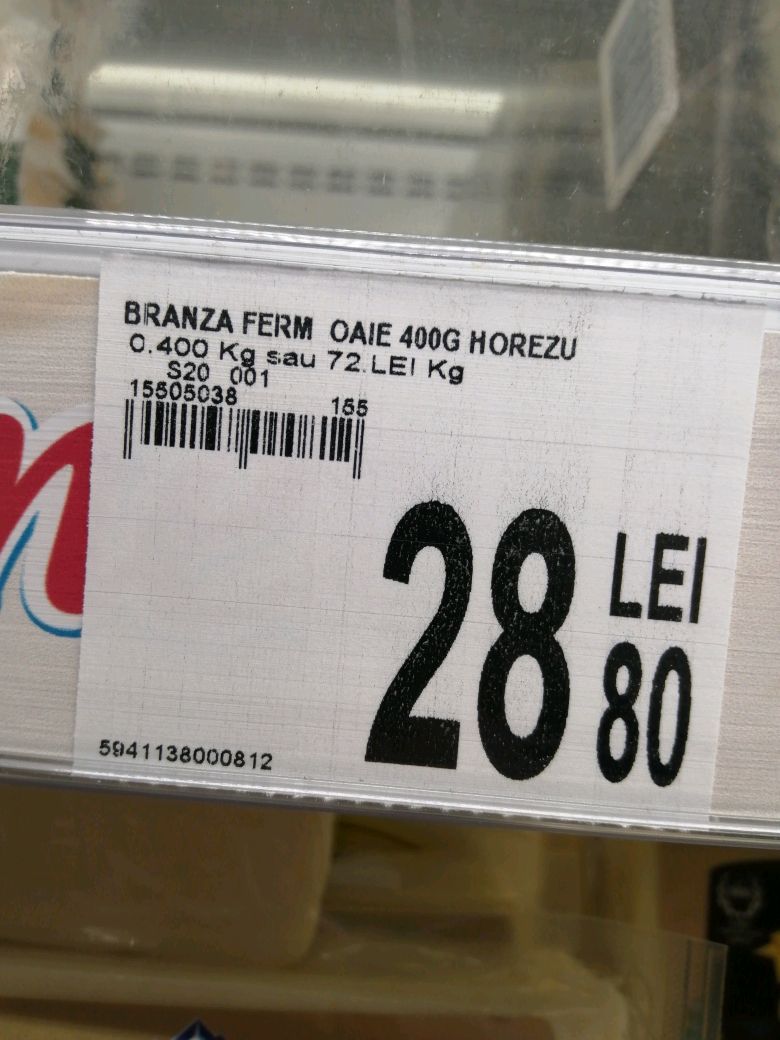 BRANZA FERM OAIE 400G HOREZU
0.400 Kg sau 72.LEI Kg
S20 001
15505038 155
28 LEI
80
5941138000812